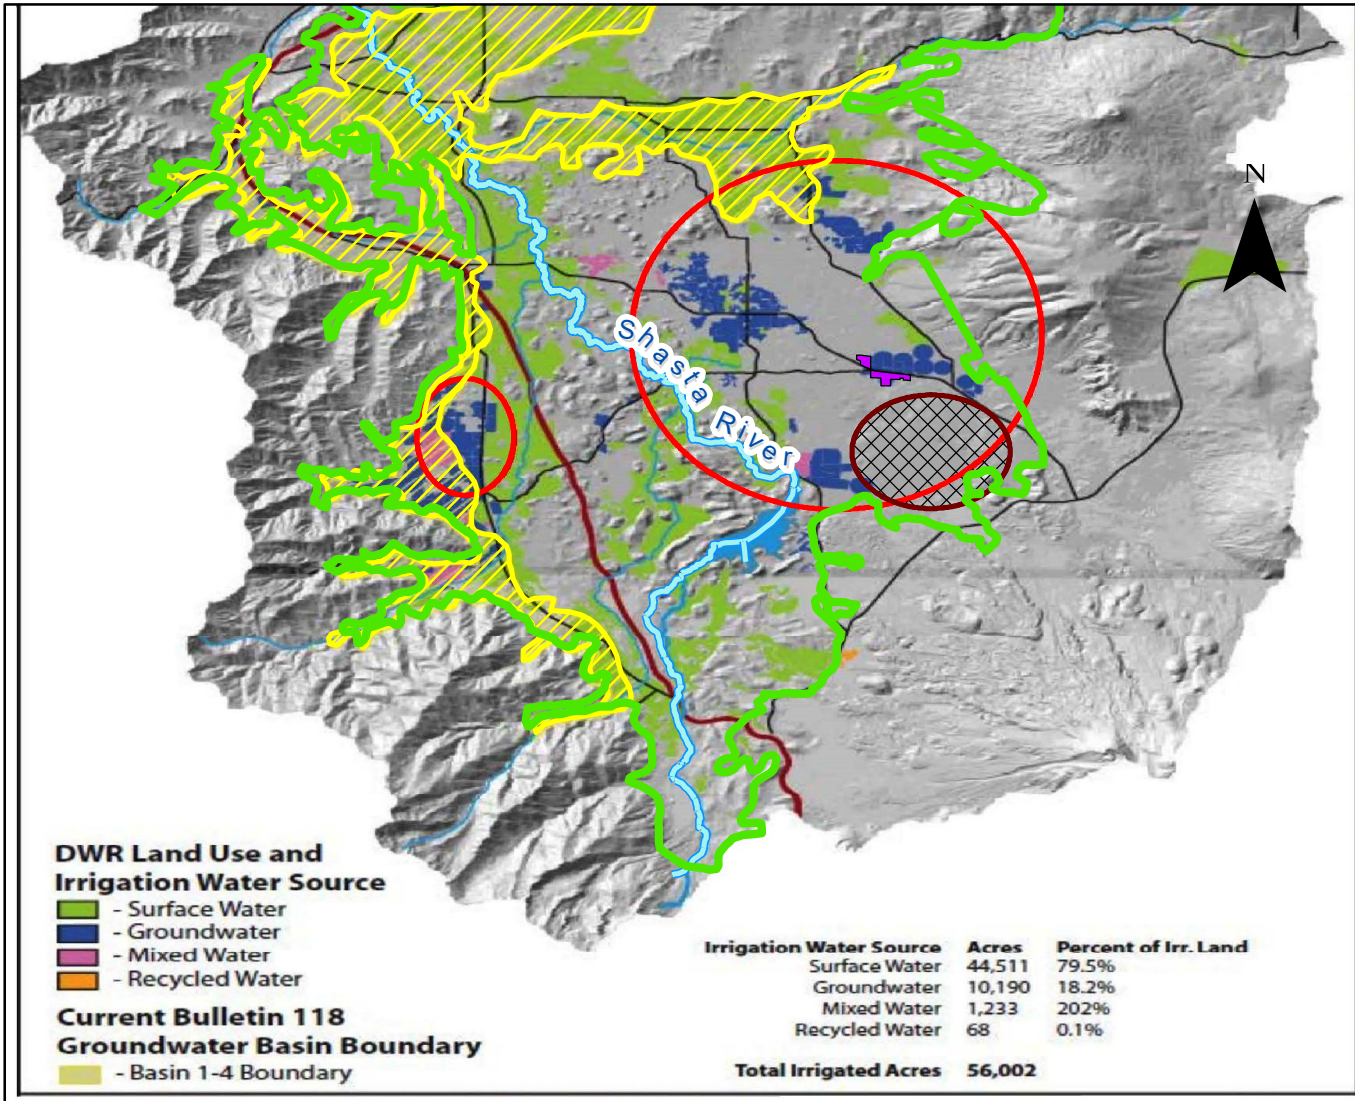 N
Shasta River
DWR Land Use and
Irrigation Water Source
- Surface Water
- Groundwater
- Mixed Water
- Recycled Water
Current Bulletin 118
Groundwater Basin Boundary
- Basin 1-4 Boundary
Irrigation Water Source Acres Percent of Irr. Land
Surface Water 44,511 79.5%
Groundwater 10,190 18.2%
Mixed Water 1,233 202%
Recycled Water 68 0.1%
Total Irrigated Acres 56,002